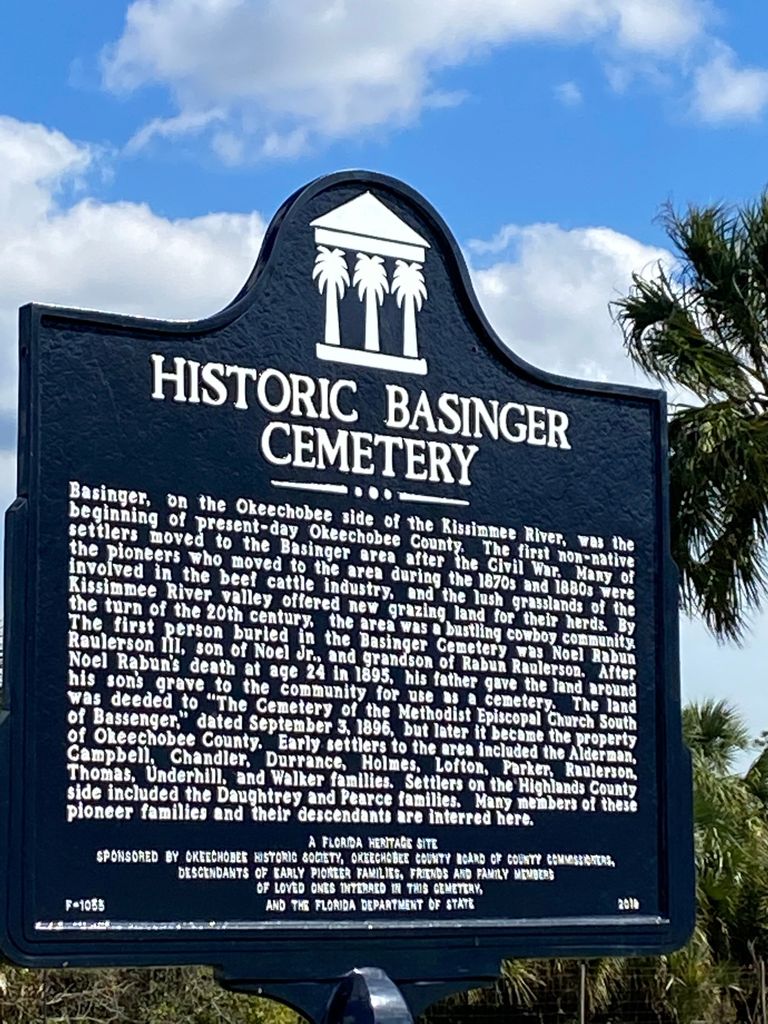 HISTORIC BASINGER
CEMETERY
Basinger, on the Okeechobee side of the Kissimmee River, was the
beginning of present-day Okeechobee County. The first non-native
settlers moved to the Basinger area after the Civil War. Many of
the pioneers who moved to the area during the 1870s and 1880s were
involved in the beef cattle industry, and the lush grasslands of the
Kissimmee River valley offered new grazing land for their herds. By
the turn of the 20th century, the area was a bustling cowboy community.
The first person buried in the Basinger Cemetery was Noel Rabun
Raulerson III, son of Noel Jr., and grandson of Rabun Raulerson. After
Noel Rabun's death at age 24 in 1895, his father gave the land around
his son's grave to the community for use as a cemetery. The land
was deeded to "The Cemetery of the Methodist Episcopal Church South
of Bassenger," dated September 3, 1896, but later it became the property
of Okeechobee County. Early settlers to the area included the Alderman,
Campbell, Chandler, Durrance, Holmes, Lofton, Parker, Raulerson,
Thomas, Underhill, and Walker families. Settlers on the Highlands County
side included the Daughtrey and Pearce families. Many members of these
pioneer families and their descendants are interred here.
A FLORIDA HERITAGE SITE
SPONSORED BY OKEECHOBEE HISTORIC SOCIETY, OKEECHOBEE COUNTY BOARD OF COUNTY COMMISSIONERS,
DESCENDANTS OF EARLY PIONEER FAMILIES, FRIENDS AND FAMILY MEMBERS
OF LOVED ONES INTERRED IN THIS CEMETERY,
AND THE FLORIDA DEPARTMENT OF STATE
F-1053 2018